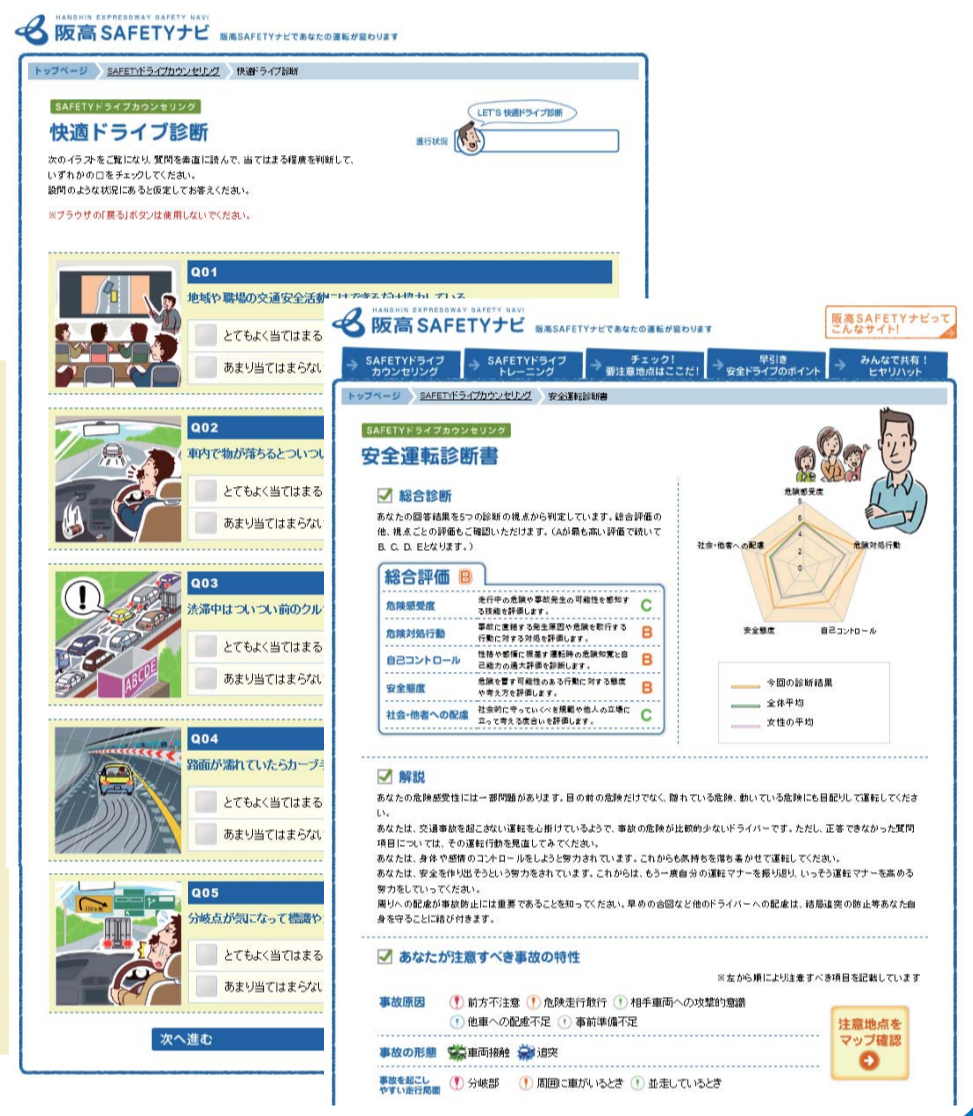 HANSHIN EXPRESSWAY SAFETY NAVI
阪高SAFETYナビ 阪高SAFETYナビであなたの運転が変わります
トップページ SAFETYドライブカウンセリング 快適ドライブ診断
SAFETYドライブカウンセリング
快適ドライブ診断
LET'S 快適ドライブ診断
進行状況
次のイラストをご覧になり、質問を素直に読んで、当てはまる程度を判断して、
いずれかの口をチェックしてください。
設問のような状況にあると仮定してお答えください。
※ブラウザの「戻る」ボタンは使用しないでください。
Q01
地域や職場の交通安全活動にはできるだけ協力している
とてもよく当てはまる
あまり当てはまらない
Q02
車内で物が落ちるとついつい
とてもよく当てはまる
あまり当てはまらない
Q03
渋滞中はついつい前のクル
とてもよく当てはまる
あまり当てはまらない
ABCDE
Q04
路面が濡れていたらカーブ手
とてもよく当てはまる
あまり当てはまらない
Q05
分岐点が気になって標識や
とてもよく当てはまる
あまり当てはまらない
次へ進む
HANSHIN EXPRESSWAY SAFETY NAVI
阪高SAFETYナビ 阪高SAFETYナビであなたの運転が変わります
阪高SAFETYナビって
こんなサイト!
SAFETYドライブ
カウンセリング
SAFETYドライブ
トレーニング
チェック!
要注意地点はここだ!
早引き
安全ドライブのポイント
みんなで共有!
ヒヤリハット
トップページ SAFETYドライブカウンセリング 安全運転診断書
SAFETYドライブカウンセリング
安全運転診断書
総合診断
あなたの回答結果を5つの診断の視点から判定しています。総合評価の
他、視点ごとの評価もご確認いただけます。（Aが最も高い評価で続いて
B、C、D、Eとなります。）
総合評価 B
危険感受度 走行中の危険や事故発生の可能性を感知す
る技能を評価します。 C
危険対処行動 事故に直結する発生原因や危険を敢行する
行動に対する対処を評価します。 B
自己コントロール 性格や感情に根差す運転時の危険知覚と自
己能力の過大評価を診断します。 B
安全態度 危険を冒す可能性のある行動に対する態度
や考え方を評価します。 B
社会・他者への配慮 社会的に守っていくべき規範や他人の立場に
立って考える度合いを評価します。 C
危険感受度
8
6
4
2
0
社会・他者への配慮
危険対処行動
安全態度
自己コントロール
今回の診断結果
全体平均
女性の平均
解説
あなたの危険感受性には一部問題があります。目の前の危険だけでなく、隠れている危険、動いている危険にも目配りして運転してくださ
い。
あなたは、交通事故を起こさない運転を心掛けているようで、事故の危険が比較的少ないドライバーです。ただし、正答できなかった質問
項目については、その運転行動を見直してみてください。
あなたは、身体や感情のコントロールをしようと努力されています。これからも気持ちを落ち着かせて運転してください。
あなたは、安全を作り出そうという努力をされています。これからは、もう一度自分の運転マナーを振り返り、いっそう運転マナーを高める
努力をしていってください。
周りへの配慮が事故防止には重要であることを知ってください。早めの合図など他のドライバーへの配慮は、結局追突の防止等あなた自
身を守ることに結び付きます。
あなたが注意すべき事故の特性
※左から順により注意すべき項目を記載しています
事故原因 前方不注意 危険走行敢行 相手車両への攻撃的意識
他車への配慮不足 事前準備不足
事故の形態 車両接触 追突
事故を起こし
やすい走行局面 分岐部 周囲に車がいるとき 並走しているとき
注意地点を
マップ確認